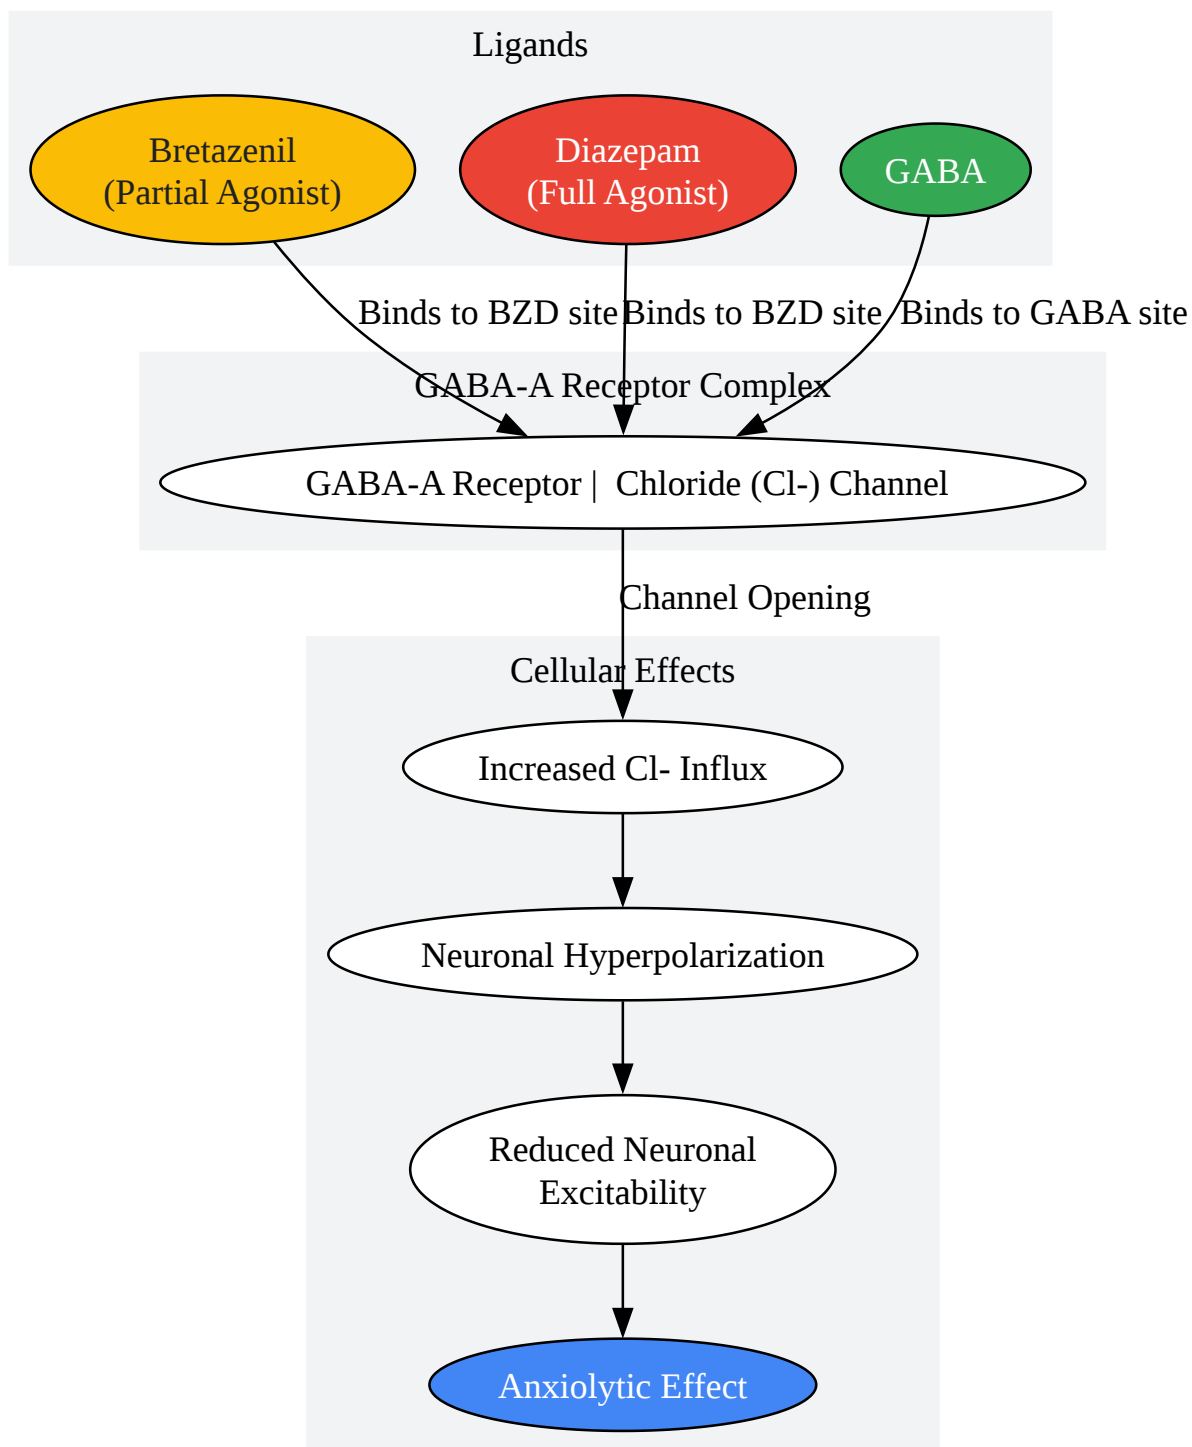 Ligands
Bretazenil
(Partial Agonist)
Diazepam
(Full Agonist)
GABA
Binds to BZD site
Binds to BZD site
Binds to GABA site
GABA-A Receptor Complex
GABA-A Receptor |  Chloride (Cl-) Channel
Channel Opening
Cellular Effects
Increased Cl- Influx
Neuronal Hyperpolarization
Reduced Neuronal
Excitability
Anxiolytic Effect